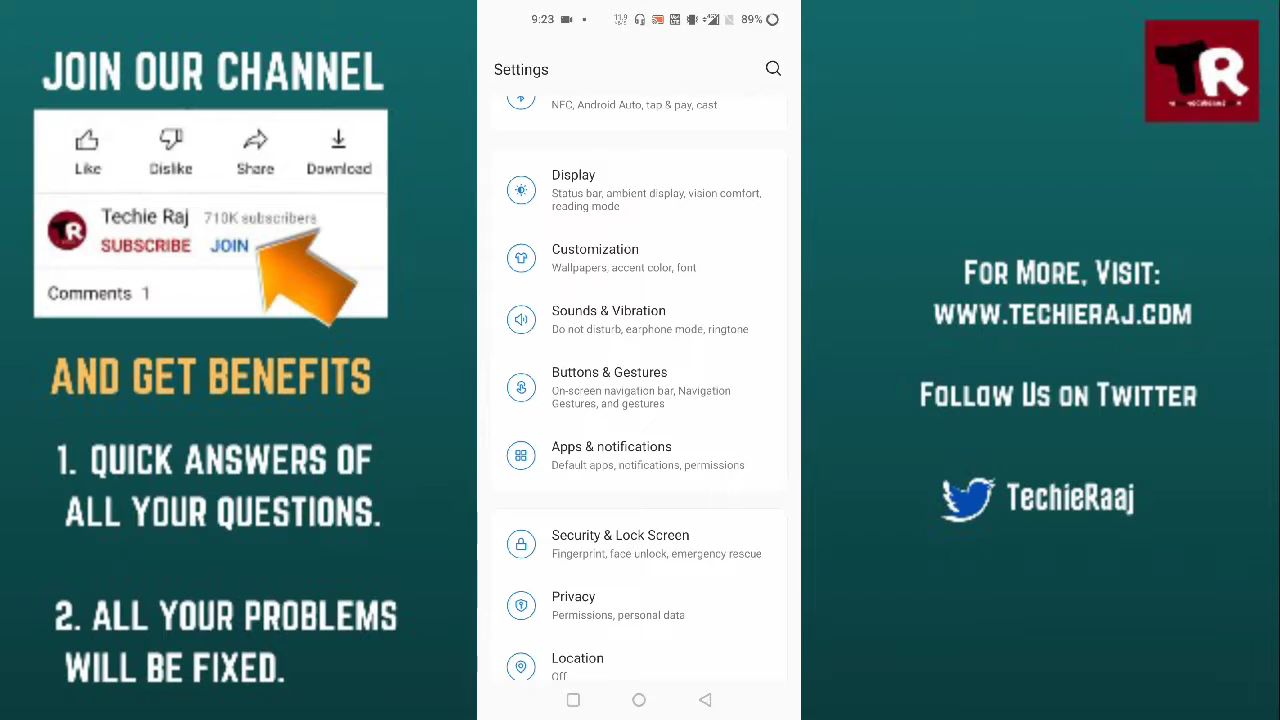 JOIN OUR CHANNEL
Like
Dislike
Share
Download
Techie Raj 710K subscribers
SUBSCRIBE JOIN
Comments 1
AND GET BENEFITS
1. QUICK ANSWERS OF
ALL YOUR QUESTIONS.
2. ALL YOUR PROBLEMS
WILL BE FIXED.
9:23
89%
Settings
NFC, Android Auto, tap & pay, cast
Display
Status bar, ambient display, vision comfort,
reading mode
Customization
Wallpapers, accent color, font
Sounds & Vibration
Do not disturb, earphone mode, ringtone
Buttons & Gestures
On-screen navigation bar, Navigation
Gestures, and gestures
Apps & notifications
Default apps, notifications, permissions
Security & Lock Screen
Fingerprint, face unlock, emergency rescue
Privacy
Permissions, personal data
Location
Off
TR
FOR MORE, VISIT:
WWW.TECHIERAJ.COM
FOLLOW US ON TWITTER
TechieRaaj